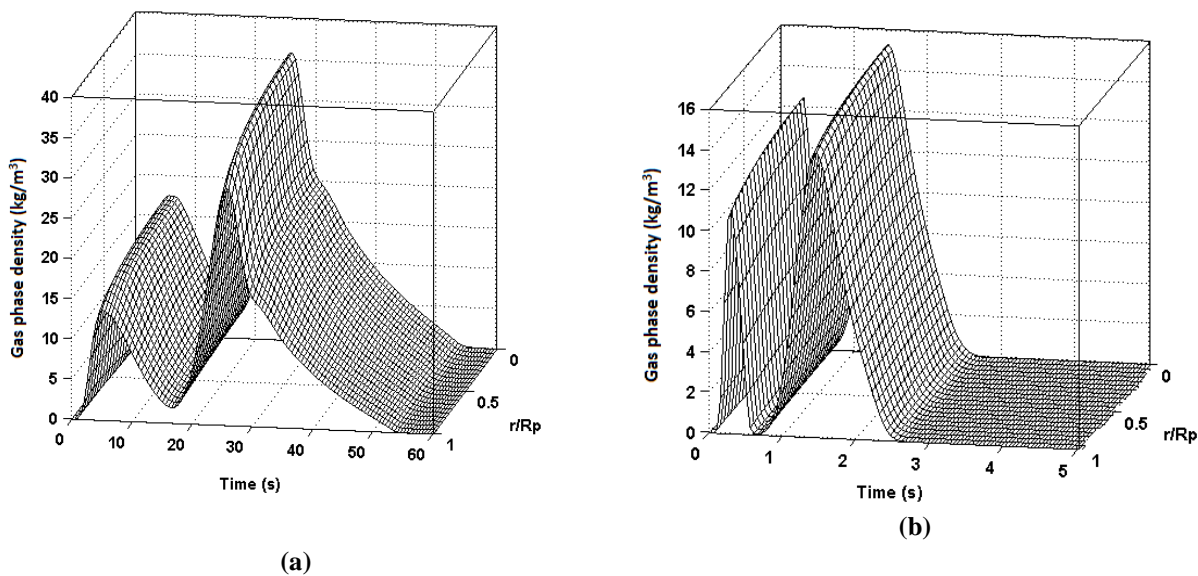 40
35
30
25
20
15
10
5
0
Gas phase density (kg/m³)
0 10 20 30 40 50 60
Time (s)
0
0.5
1
r/Rp
(a)
16
14
12
10
8
6
4
2
0
Gas phase density (kg/m³)
0 1 2 3 4 5
Time (s)
0
0.5
1
r/Rp
(b)